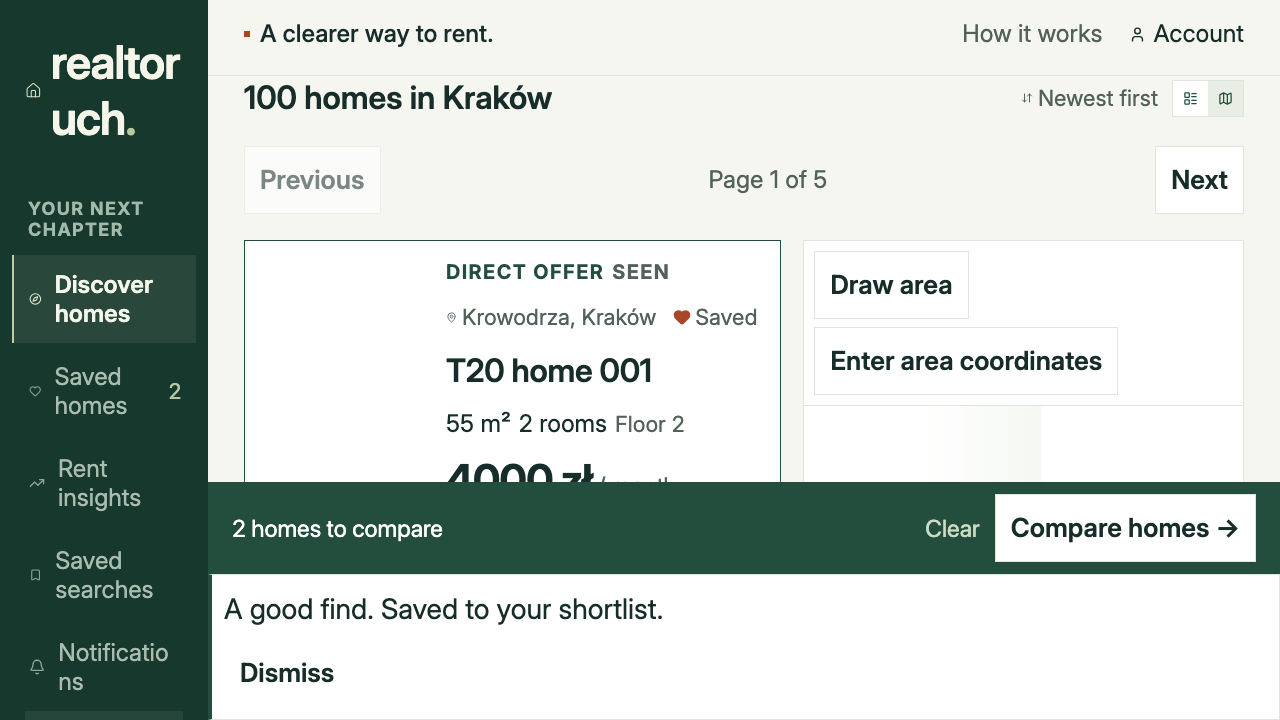 realtor
uch.
YOUR NEXT
CHAPTER
Discover
homes
Saved
homes
2
Rent
insights
Saved
searches
Notificatio
ns
A clearer way to rent.
How it works
Account
100 homes in Kraków
Newest first
Previous
Page 1 of 5
Next
DIRECT OFFER SEEN
Krowodrza, Kraków
Saved
T20 home 001
55 m² 2 rooms Floor 2
4000 zł
Draw area
Enter area coordinates
2 homes to compare
Clear
Compare homes →
A good find. Saved to your shortlist.
Dismiss